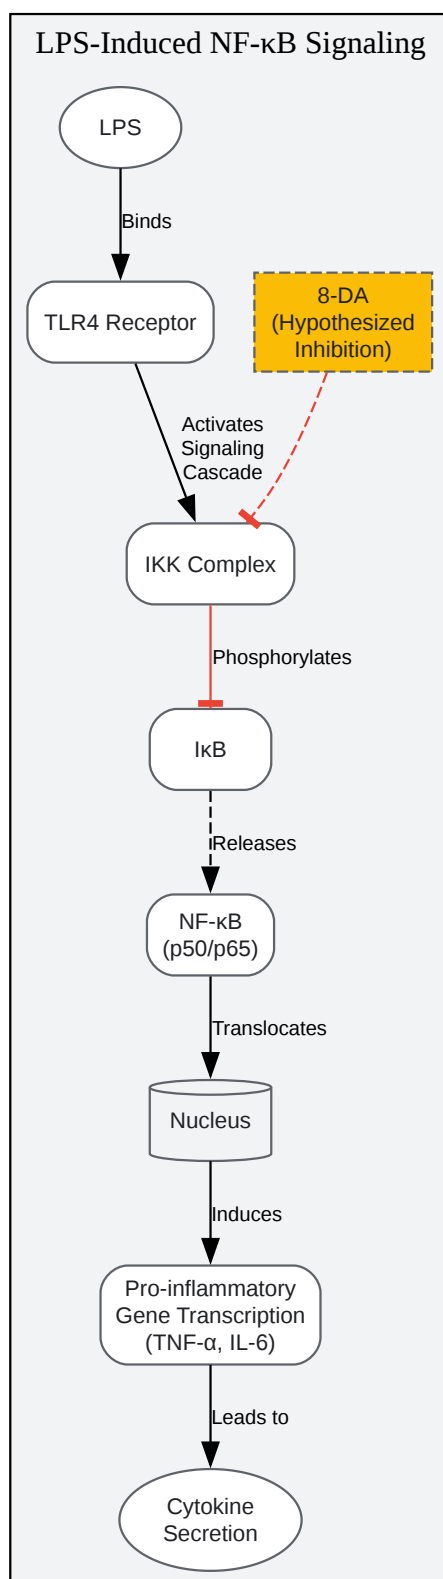 LPS-Induced NF-κB Signaling
LPS
Binds
TLR4 Receptor
8-DA
(Hypothesized
Inhibition)
Activates
Signaling
Cascade
IKK Complex
Phosphorylates
IκB
Releases
NF-κB
(p50/p65)
Translocates
Nucleus
Induces
Pro-inflammatory
Gene Transcription
(TNF-α, IL-6)
Leads to
Cytokine
Secretion